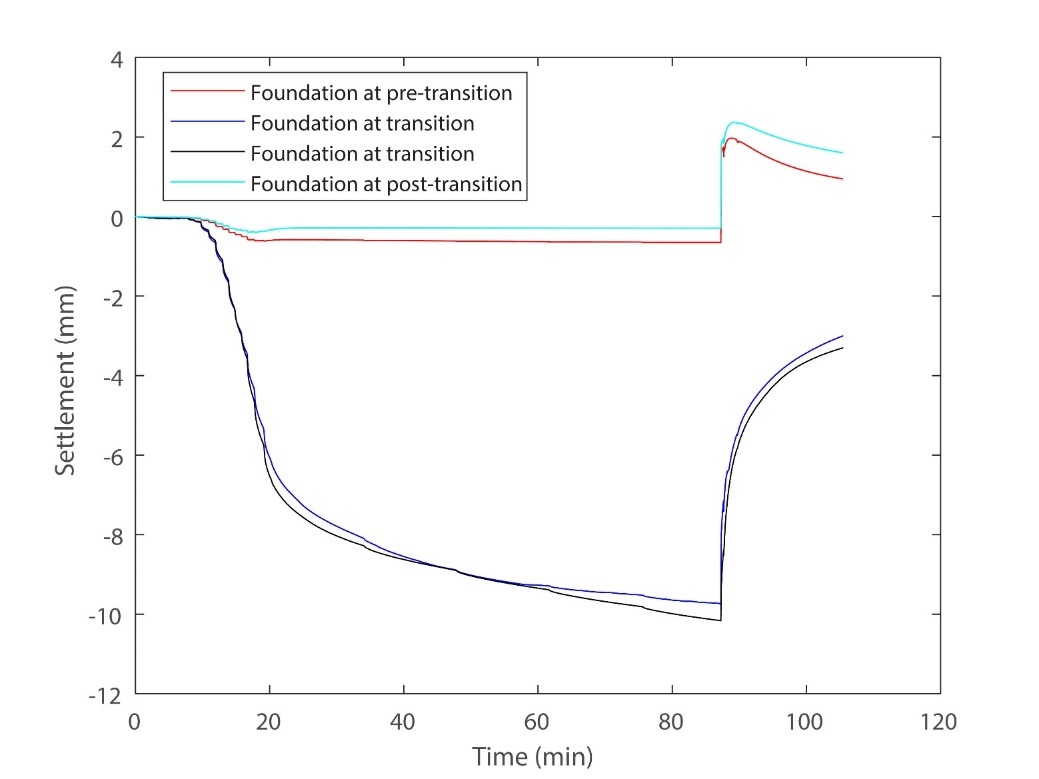 4
Foundation at pre-transition
Foundation at transition
2
Foundation at transition
Foundation at post-transition
0
-2
Settlement (mm)
-4
-6
-8
-10
-12
0 20 40 60 80 100 120
Time (min)